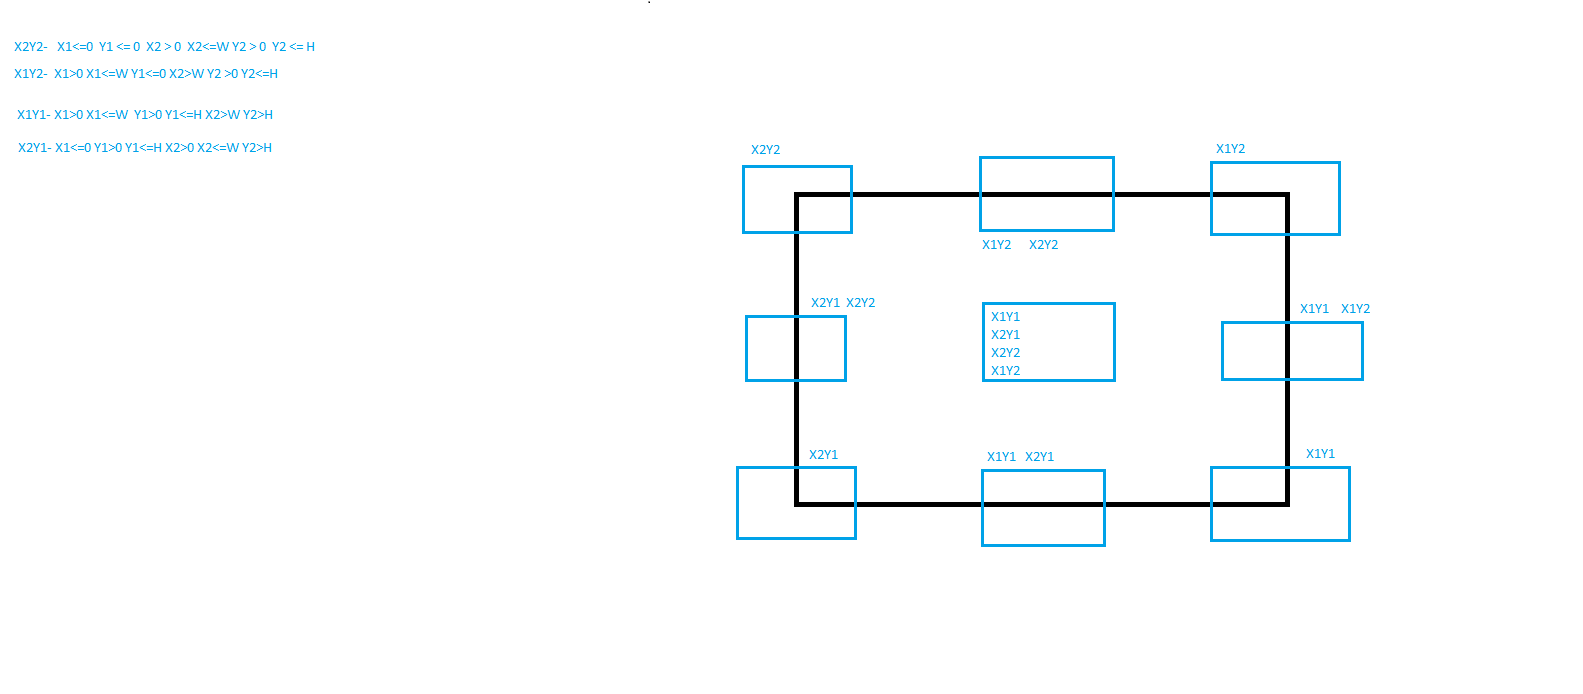 X2Y2- X1<=0 Y1 <= 0 X2 > 0 X2<=W Y2 > 0 Y2 <= H
X1Y2- X1>0 X1<=W Y1<=0 X2>W Y2 >0 Y2<=H
X1Y1- X1>0 X1<=W Y1>0 Y1<=H X2>W Y2>H
X2Y1- X1<=0 Y1>0 Y1<=H X2>0 X2<=W Y2>H
X2Y2
X1Y2
X1Y2 X2Y2
X2Y1 X2Y2
X1Y1 X1Y2
X1Y1
X2Y1
X2Y2
X1Y2
X2Y1
X1Y1 X2Y1
X1Y1